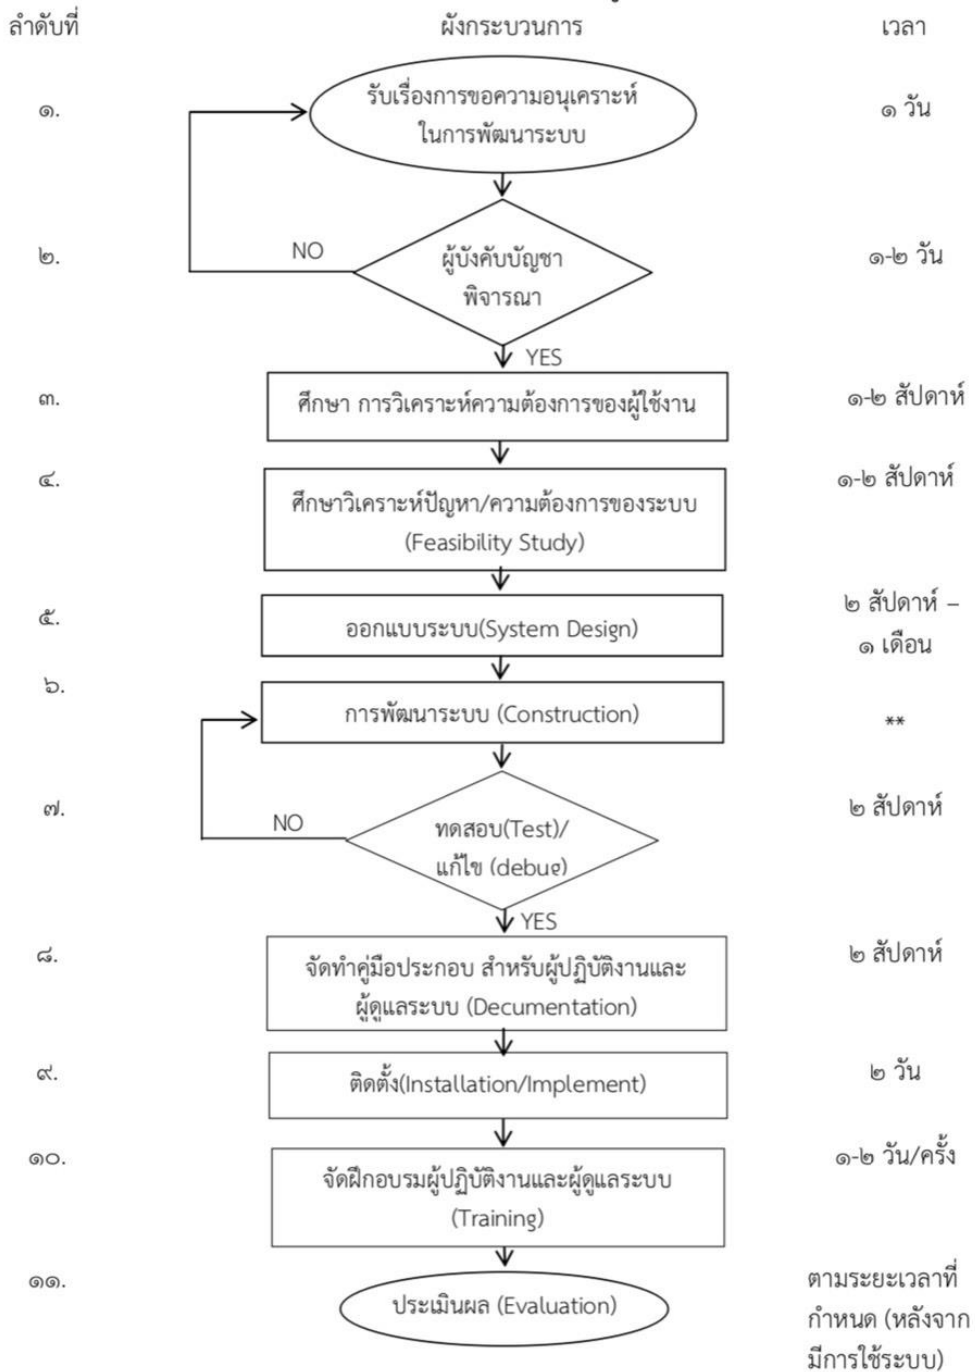 ลำดับที่ ผังกระบวนการ เวลา
๑. รับเรื่องการขอความอนุเคราะห์ ๑ วัน
ในการพัฒนาระบบ
๒. NO ผู้บังคับบัญชา ๑-๒ วัน
พิจารณา
YES
๓. ศึกษา การวิเคราะห์ความต้องการของผู้ใช้งาน ๑-๒ สัปดาห์
๔. ศึกษาวิเคราะห์ปัญหา/ความต้องการของระบบ ๑-๒ สัปดาห์
(Feasibility Study)
๕. ออกแบบระบบ(System Design) ๒ สัปดาห์ –
๑ เดือน
๖. การพัฒนาระบบ (Construction) **
๗. NO ทดสอบ(Test)/ ๒ สัปดาห์
แก้ไข (debug)
YES
๘. จัดทำคู่มือประกอบ สำหรับผู้ปฏิบัติงานและ ๒ สัปดาห์
ผู้ดูแลระบบ (Decumentation)
๙. ติดตั้ง(Installation/Implement) ๒ วัน
๑๐. จัดฝึกอบรมผู้ปฏิบัติงานและผู้ดูแลระบบ ๑-๒ วัน/ครั้ง
(Training)
๑๑. ประเมินผล (Evaluation) ตามระยะเวลาที่
กำหนด (หลังจาก
มีการใช้ระบบ)